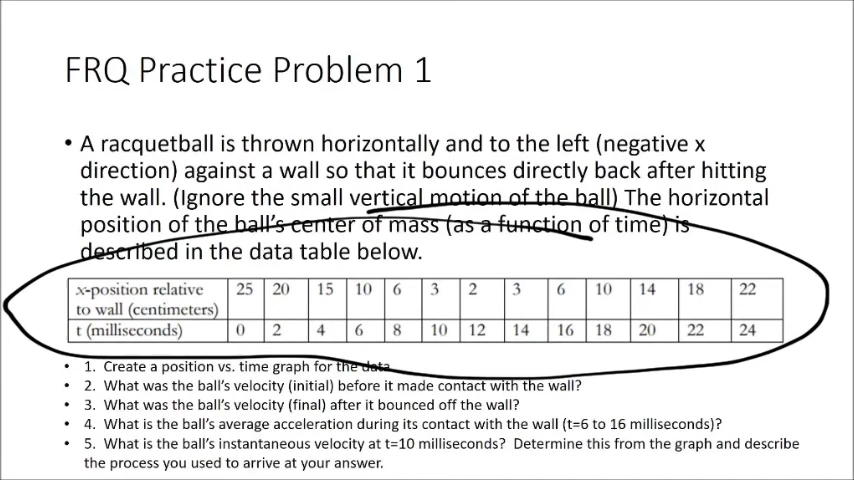 FRQ Practice Problem 1
• A racquetball is thrown horizontally and to the left (negative x
direction) against a wall so that it bounces directly back after hitting
the wall. (Ignore the small vertical motion of the ball) The horizontal
position of the ball's center of mass (as a function of time) is
described in the data table below.
x-position relative to wall (centimeters) 25 20 15 10 6 3 2 3 6 10 14 18 22
t (milliseconds) 0 2 4 6 8 10 12 14 16 18 20 22 24
• 1. Create a position vs. time graph for the data
• 2. What was the ball's velocity (initial) before it made contact with the wall?
• 3. What was the ball's velocity (final) after it bounced off the wall?
• 4. What is the ball's average acceleration during its contact with the wall (t=6 to 16 milliseconds)?
• 5. What is the ball's instantaneous velocity at t=10 milliseconds? Determine this from the graph and describe
the process you used to arrive at your answer.